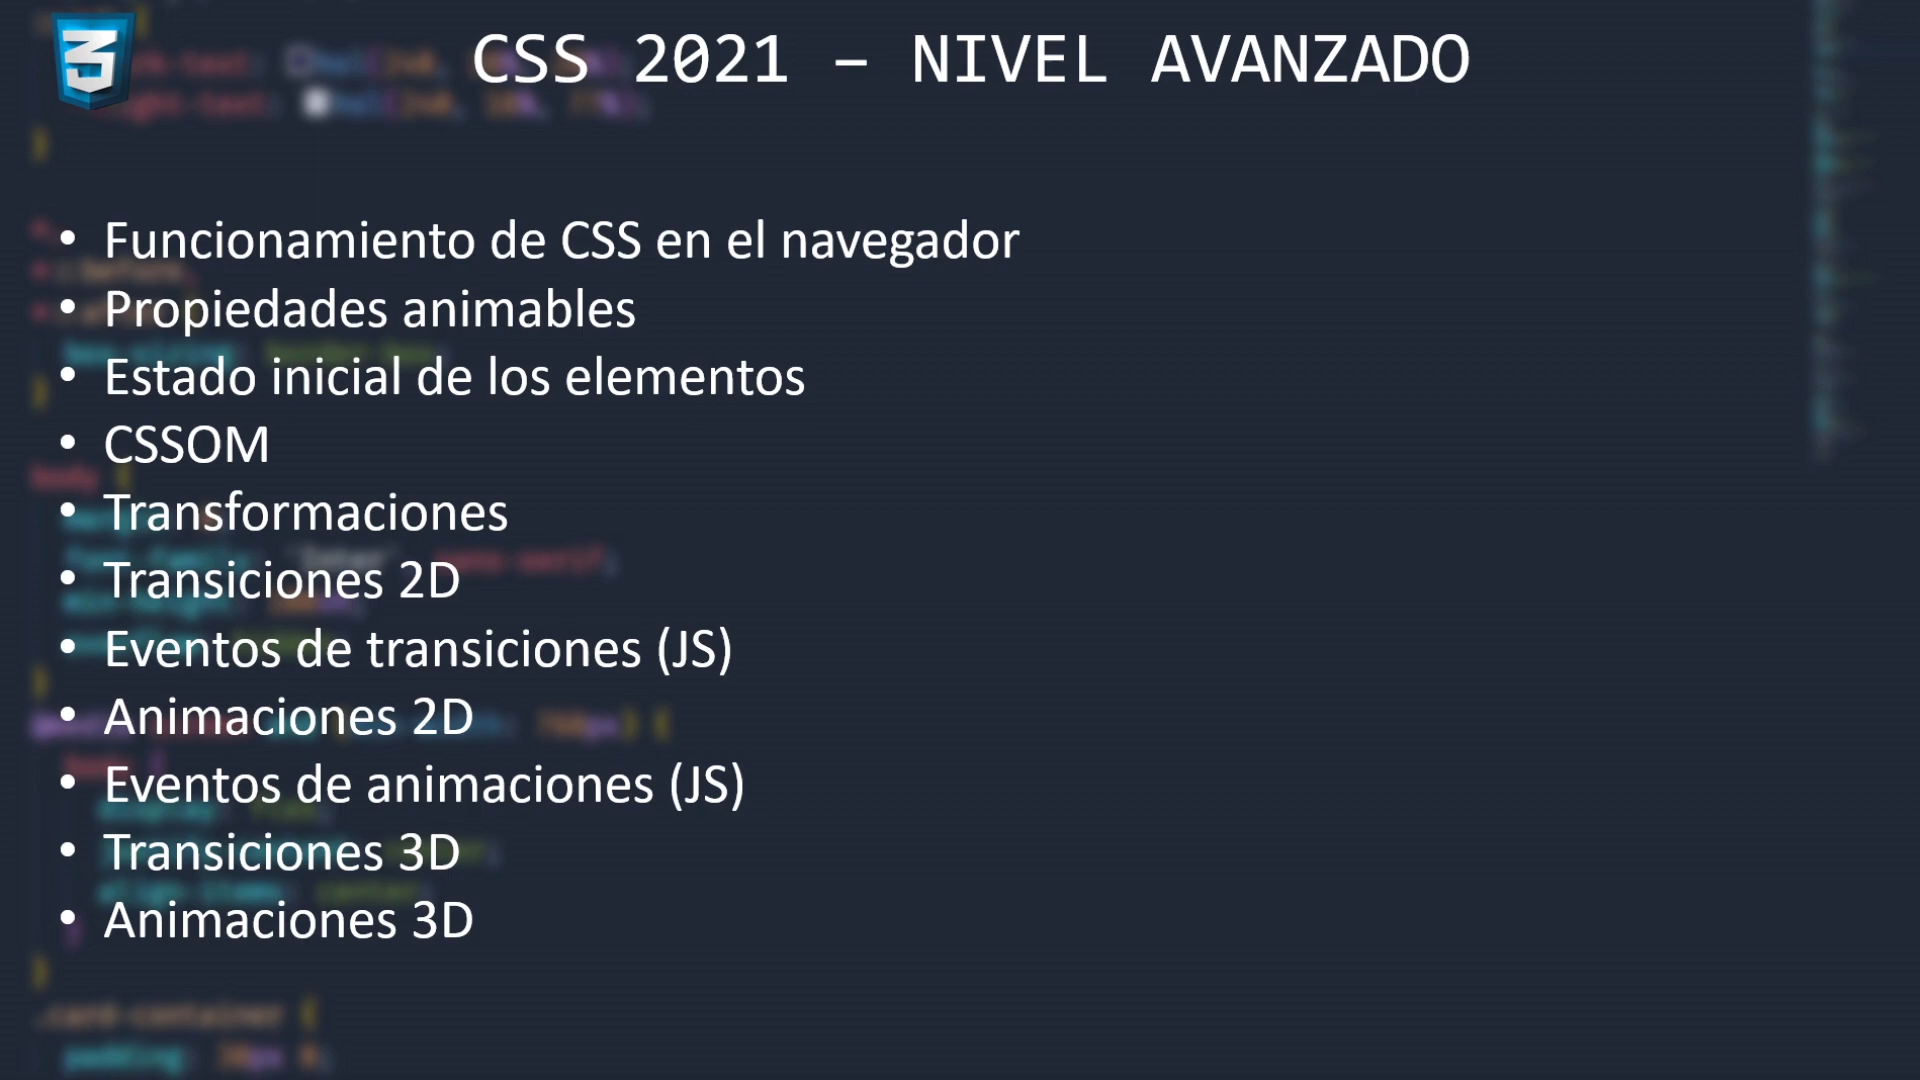 CSS 2021 – NIVEL AVANZADO
• Funcionamiento de CSS en el navegador
• Propiedades animables
• Estado inicial de los elementos
• CSSOM
• Transformaciones
• Transiciones 2D
• Eventos de transiciones (JS)
• Animaciones 2D
• Eventos de animaciones (JS)
• Transiciones 3D
• Animaciones 3D